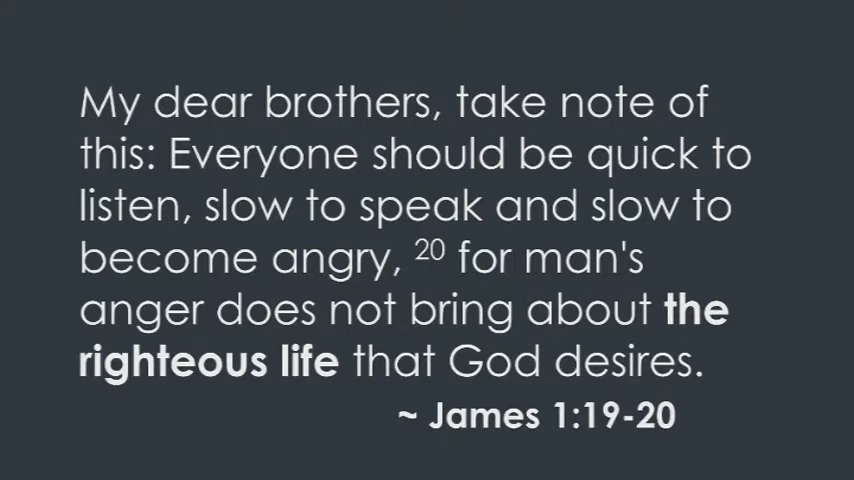 My dear brothers, take note of
this: Everyone should be quick to
listen, slow to speak and slow to
become angry, 20 for man's
anger does not bring about the
righteous life that God desires.
~ James 1:19-20